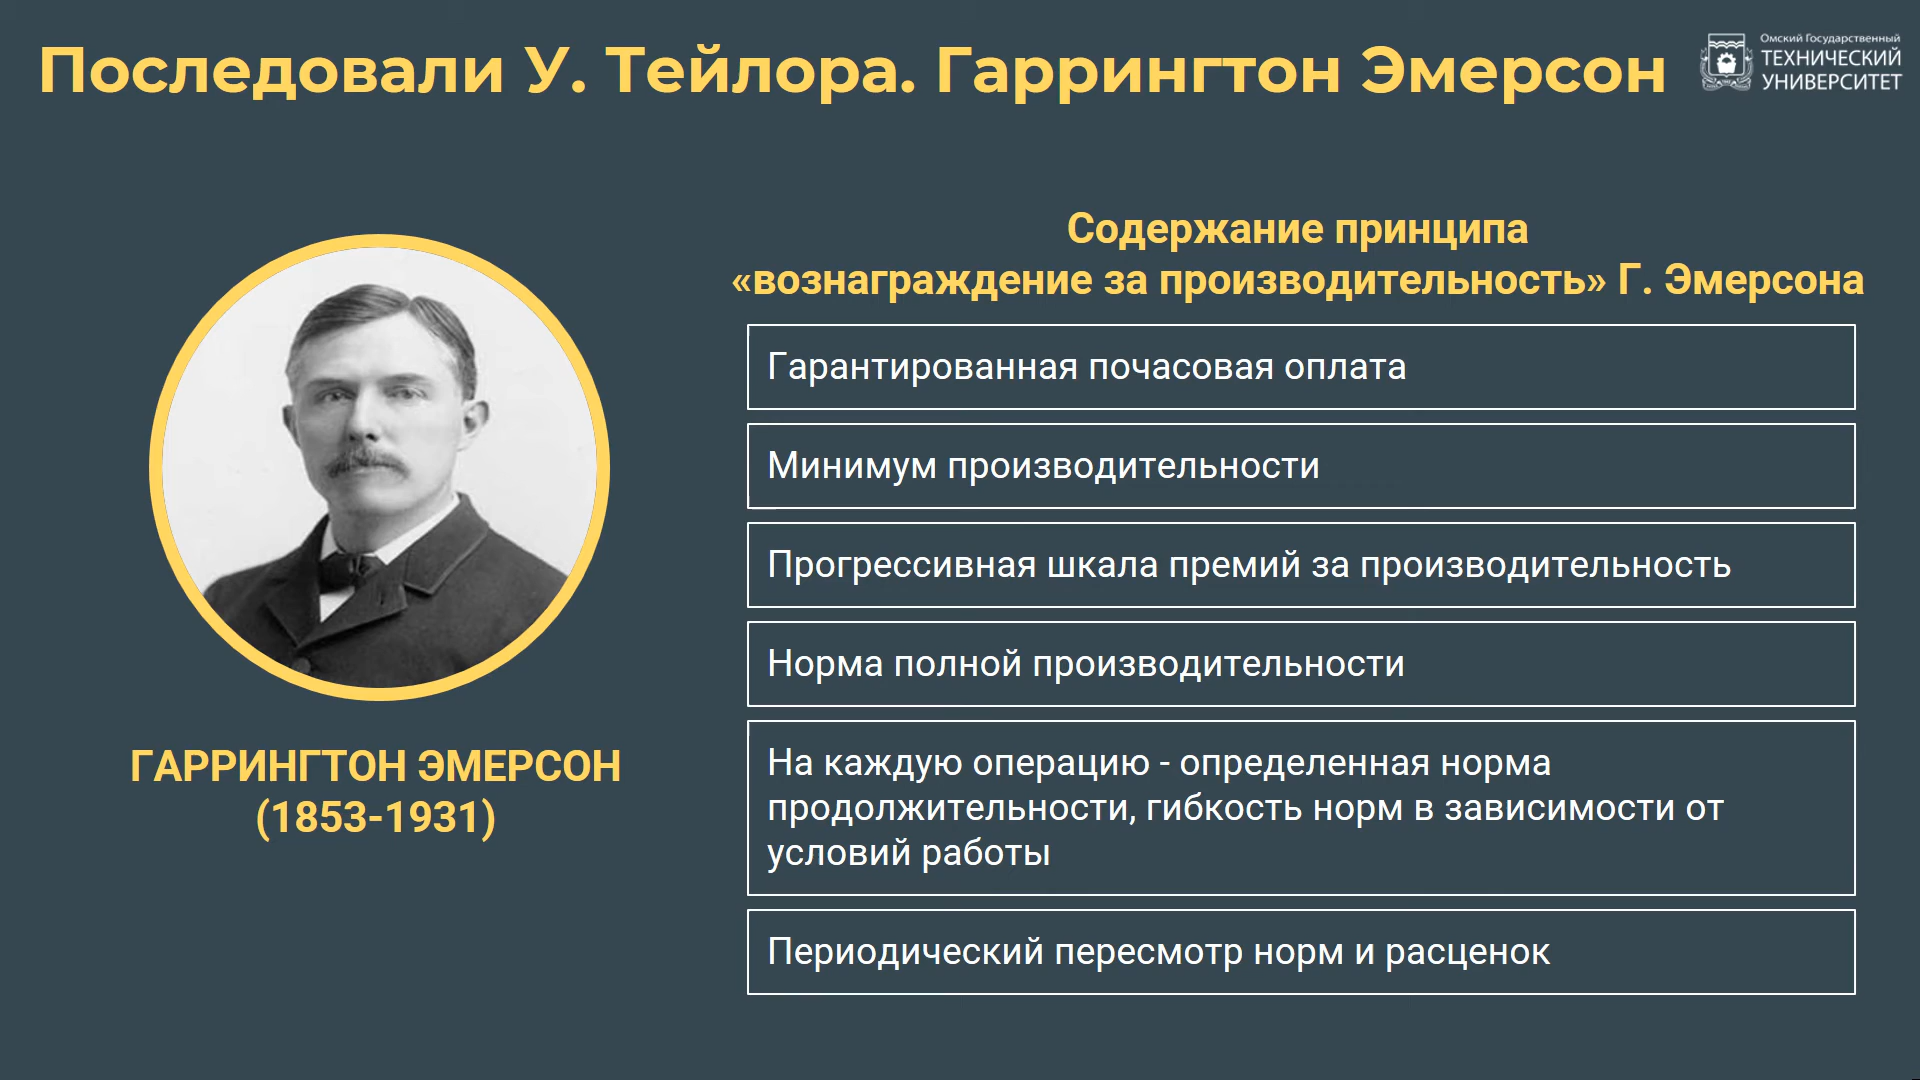 Последовали У. Тейлора. Гаррингтон Эмерсон
Омский Государственный
ТЕХНИЧЕСКИЙ
УНИВЕРСИТЕТ
Содержание принципа
«вознаграждение за производительность» Г. Эмерсона
Гарантированная почасовая оплата
Минимум производительности
Прогрессивная шкала премий за производительность
Норма полной производительности
На каждую операцию - определенная норма
продолжительности, гибкость норм в зависимости от
условий работы
Периодический пересмотр норм и расценок
ГАРРИНГТОН ЭМЕРСОН
(1853-1931)